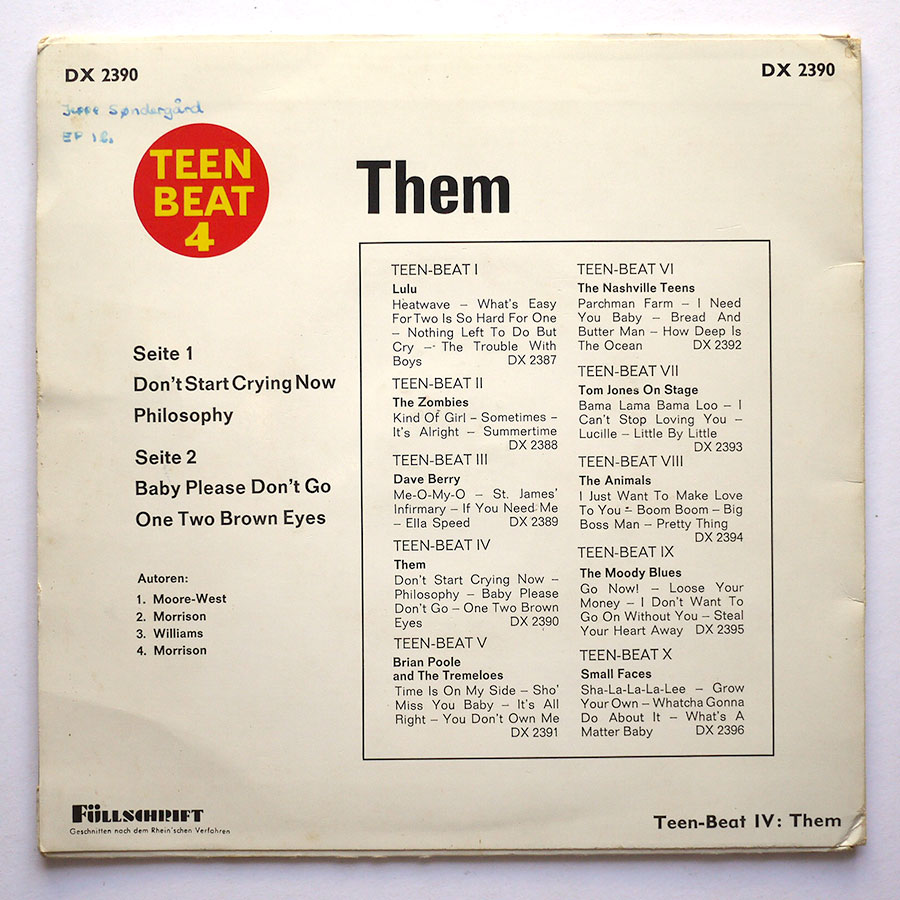 DX 2390
DX 2390
Jeppe Søndergård
TEEN
BEAT
4
Them
Seite 1
Don't Start Crying Now
Philosophy
Seite 2
Baby Please Don't Go
One Two Brown Eyes
Autoren:
1. Moore-West
2. Morrison
3. Williams
4. Morrison
TEEN-BEAT I
Lulu
Heatwave – What's Easy
For Two Is So Hard For One
– Nothing Left To Do But
Cry – The Trouble With
Boys DX 2387
TEEN-BEAT II
The Zombies
Kind Of Girl – Sometimes –
It's Alright – Summertime
DX 2388
TEEN-BEAT III
Dave Berry
Me-O-My-O – St. James'
Infirmary – If You Need Me
– Ella Speed DX 2389
TEEN-BEAT IV
Them
Don't Start Crying Now –
Philosophy – Baby Please
Don't Go – One Two Brown
Eyes DX 2390
TEEN-BEAT V
Brian Poole
and The Tremeloes
Time Is On My Side – Sho'
Miss You Baby – It's All
Right – You Don't Own Me
DX 2391
TEEN-BEAT VI
The Nashville Teens
Parchman Farm – I Need
You Baby – Bread And
Butter Man – How Deep Is
The Ocean DX 2392
TEEN-BEAT VII
Tom Jones On Stage
Bama Lama Bama Loo – I
Can't Stop Loving You –
Lucille – Little By Little
DX 2393
TEEN-BEAT VIII
The Animals
I Just Want To Make Love
To You – Boom Boom – Big
Boss Man – Pretty Thing
DX 2394
TEEN-BEAT IX
The Moody Blues
Go Now! – Loose Your
Money – I Don't Want To
Go On Without You – Steal
Your Heart Away DX 2395
TEEN-BEAT X
Small Faces
Sha-La-La-La-Lee – Grow
Your Own – Whatcha Gonna
Do About It – What's A
Matter Baby DX 2396
FÜLLSCHRIFT
Geschnitten nach dem Rhein'schen Verfahren
Teen-Beat IV: Them